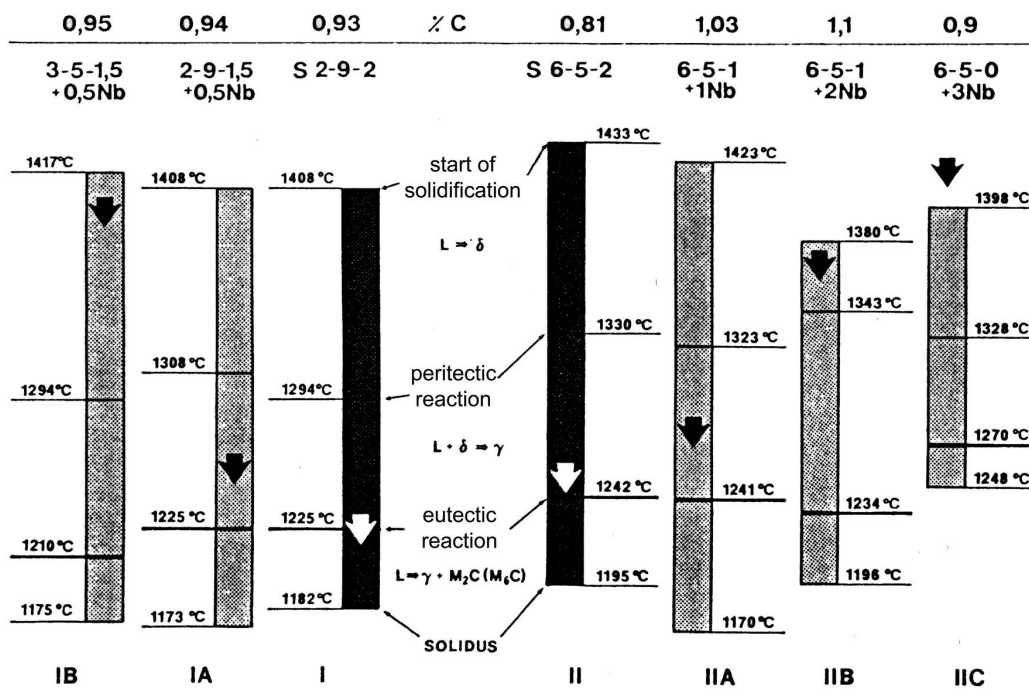 0,95 0,94 0,93 % C 0,81 1,03 1,1 0,9
3-5-1,5 2-9-1,5 S 2-9-2 S 6-5-2 6-5-1 6-5-1 6-5-0
+0,5Nb +0,5Nb +1Nb +2Nb +3Nb
1433 °C
1417°C start of 1423 °C
1408 °C 1408 °C solidification
1398 °C
L ⇒ δ 1380 °C
1343 °C
1330 °C 1328 °C
1308 °C 1323 °C
1294°C 1294°C peritectic
reaction
L + δ ⇒ γ 1270 °C
1242 °C 1241 °C 1248 °C
1225 °C 1225 °C eutectic 1234 °C
reaction
1210°C
L ⇒ γ + M₂C (M₆C) 1195°C 1196 °C
1175°C 1173 °C 1182°C 1170°C
SOLIDUS
IB IA I II IIA IIB IIC